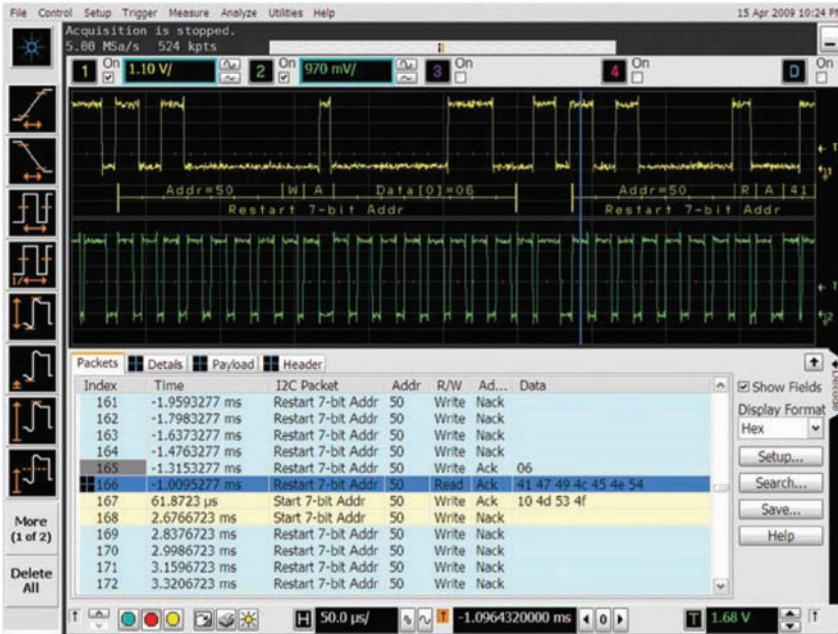 File Control Setup Trigger Measure Analyze Utilities Help 15 Apr 2009 10:24 PM
Acquisition is stopped.
5.00 MSa/s 524 kpts
1 On 1.10 V/ 2 On 970 mV/ 3 On 4 On D On
Addr=50 W A Data[0]=06 Addr=50 R A 41
Restart 7-bit Addr Restart 7-bit Addr
Packets Details Payload Header
Index Time I2C Packet Addr R/W Ad... Data
161 -1.9593277 ms Restart 7-bit Addr 50 Write Nack
162 -1.7983277 ms Restart 7-bit Addr 50 Write Nack
163 -1.6373277 ms Restart 7-bit Addr 50 Write Nack
164 -1.4763277 ms Restart 7-bit Addr 50 Write Nack
165 -1.3153277 ms Restart 7-bit Addr 50 Write Ack 06
166 -1.0095277 ms Restart 7-bit Addr 50 Read Ack 41 47 49 4c 45 4e 54
167 61.8723 µs Start 7-bit Addr 50 Write Ack 10 4d 53 4f
168 2.6766723 ms Start 7-bit Addr 50 Write Nack
169 2.8376723 ms Restart 7-bit Addr 50 Write Nack
170 2.9986723 ms Restart 7-bit Addr 50 Write Nack
171 3.1596723 ms Restart 7-bit Addr 50 Write Nack
172 3.3206723 ms Restart 7-bit Addr 50 Write Nack
Show Fields
Display Format
Hex
Setup...
Search...
Save...
Help
More
(1 of 2)
Delete
All
H 50.0 µs/ -1.0964320000 ms 0 T 1.68 V